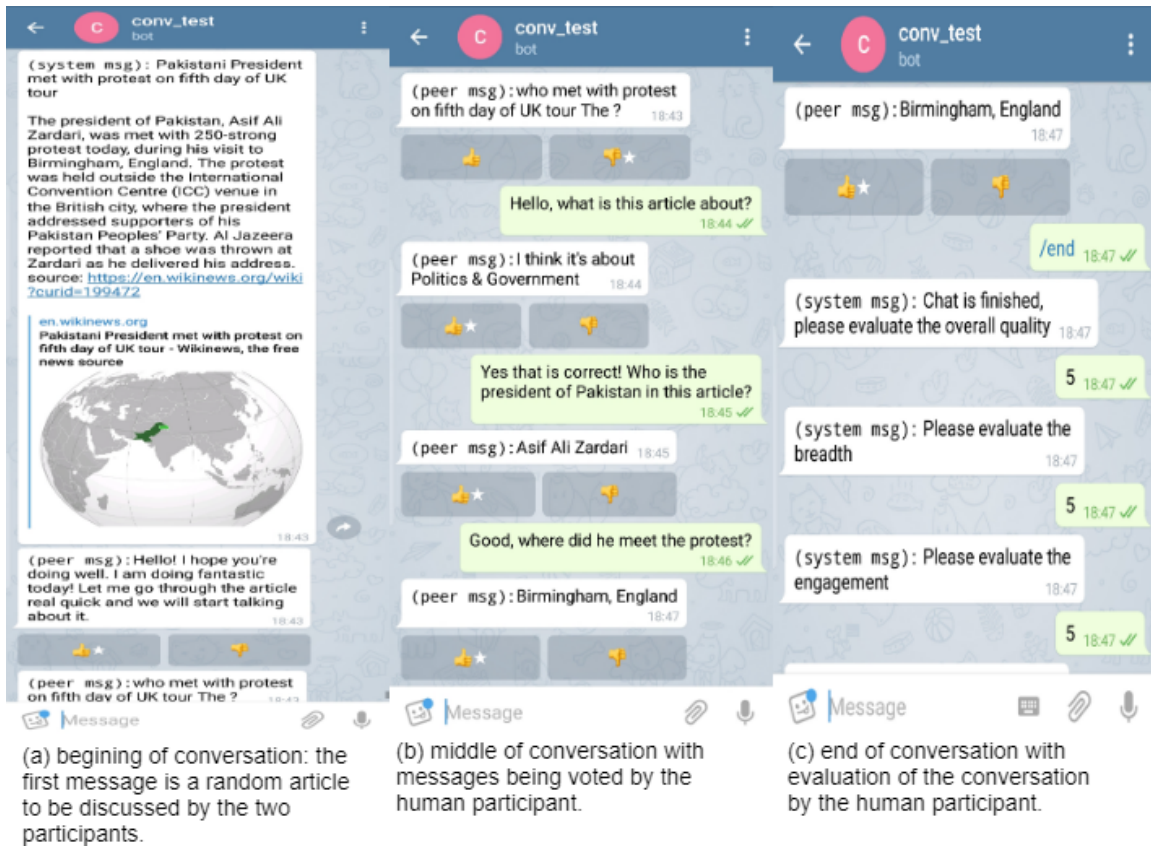 conv_test
bot
(system msg): Pakistani President
met with protest on fifth day of UK
tour
The president of Pakistan, Asif Ali
Zardari, was met with 250-strong
protest today, during his visit to
Birmingham, England. The protest
was held outside the International
Convention Centre (ICC) venue in
the British city, where the president
addressed supporters of his
Pakistan Peoples' Party. Al Jazeera
reported that a shoe was thrown at
Zardari as he delivered his address.
source: https://en.wikinews.org/wiki
?curid=199472
en.wikinews.org
Pakistani President met with protest on
fifth day of UK tour - Wikinews, the free
news source
18:43
(peer msg): Hello! I hope you're
doing well. I am doing fantastic
today! Let me go through the article
real quick and we will start talking
about it.
18:43
(peer msg): who met with protest
on fifth day of UK tour The ? 18:43
Message
(a) begining of conversation: the
first message is a random article
to be discussed by the two
participants.
C
conv_test
bot
(peer msg): who met with protest
on fifth day of UK tour The ? 18:43
Hello, what is this article about?
18:44
(peer msg): I think it's about
Politics & Government 18:44
Yes that is correct! Who is the
president of Pakistan in this article?
18:45
(peer msg): Asif Ali Zardari 18:45
Good, where did he meet the protest?
18:46
(peer msg): Birmingham, England
18:47
Message
(b) middle of conversation with
messages being voted by the
human participant.
C
conv_test
bot
(peer msg): Birmingham, England
18:47
/end 18:47
(system msg): Chat is finished,
please evaluate the overall quality 18:47
5 18:47
(system msg): Please evaluate the
breadth
18:47
5 18:47
(system msg): Please evaluate the
engagement
18:47
5 18:47
Message
(c) end of conversation with
evaluation of the conversation
by the human participant.
C